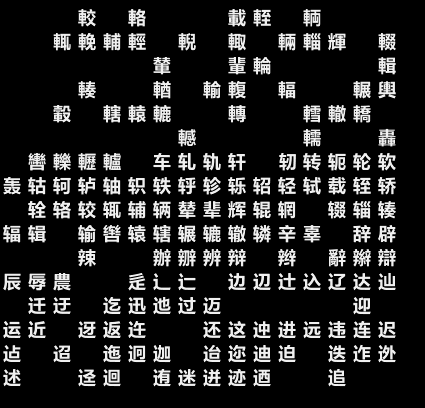 較 輅 載 輊 輌
輒 輓 輔 輕 輗 輙 輛 輜 輝 輟
輦 輩 輪 輯
輳 輶 輸 輹 輻 輾 輿
轂 轄 轅 轆 轉 轌 轍 轎
轗 轜 轟
轡 轢 轣 轤 车 轧 轨 轩 轫 转 轭 轮 软
轰 轱 轲 轳 轴 轵 轶 轷 轸 轹 轺 轻 轼 载 轾 轿
辁 辂 较 辄 辅 辆 辇 辈 辉 辊 辋 辍 辎 辏
辐 辑 输 辔 辕 辖 辗 辘 辙 辚 辛 辜 辞 辟
辣 辦 辧 辨 辩 辫 辭 辮 辯
辰 辱 農 辵 辶 辷 边 辺 辻 込 辽 达 辿
迁 迂 迄 迅 迆 过 迈 迎
运 近 迓 返 迕 还 这 迚 进 远 违 连 迟
迠 迢 迤 迥 迦 迨 迩 迪 迫 迭 迮 迯
述 迳 迴 迶 迷 迸 迹 迺 追